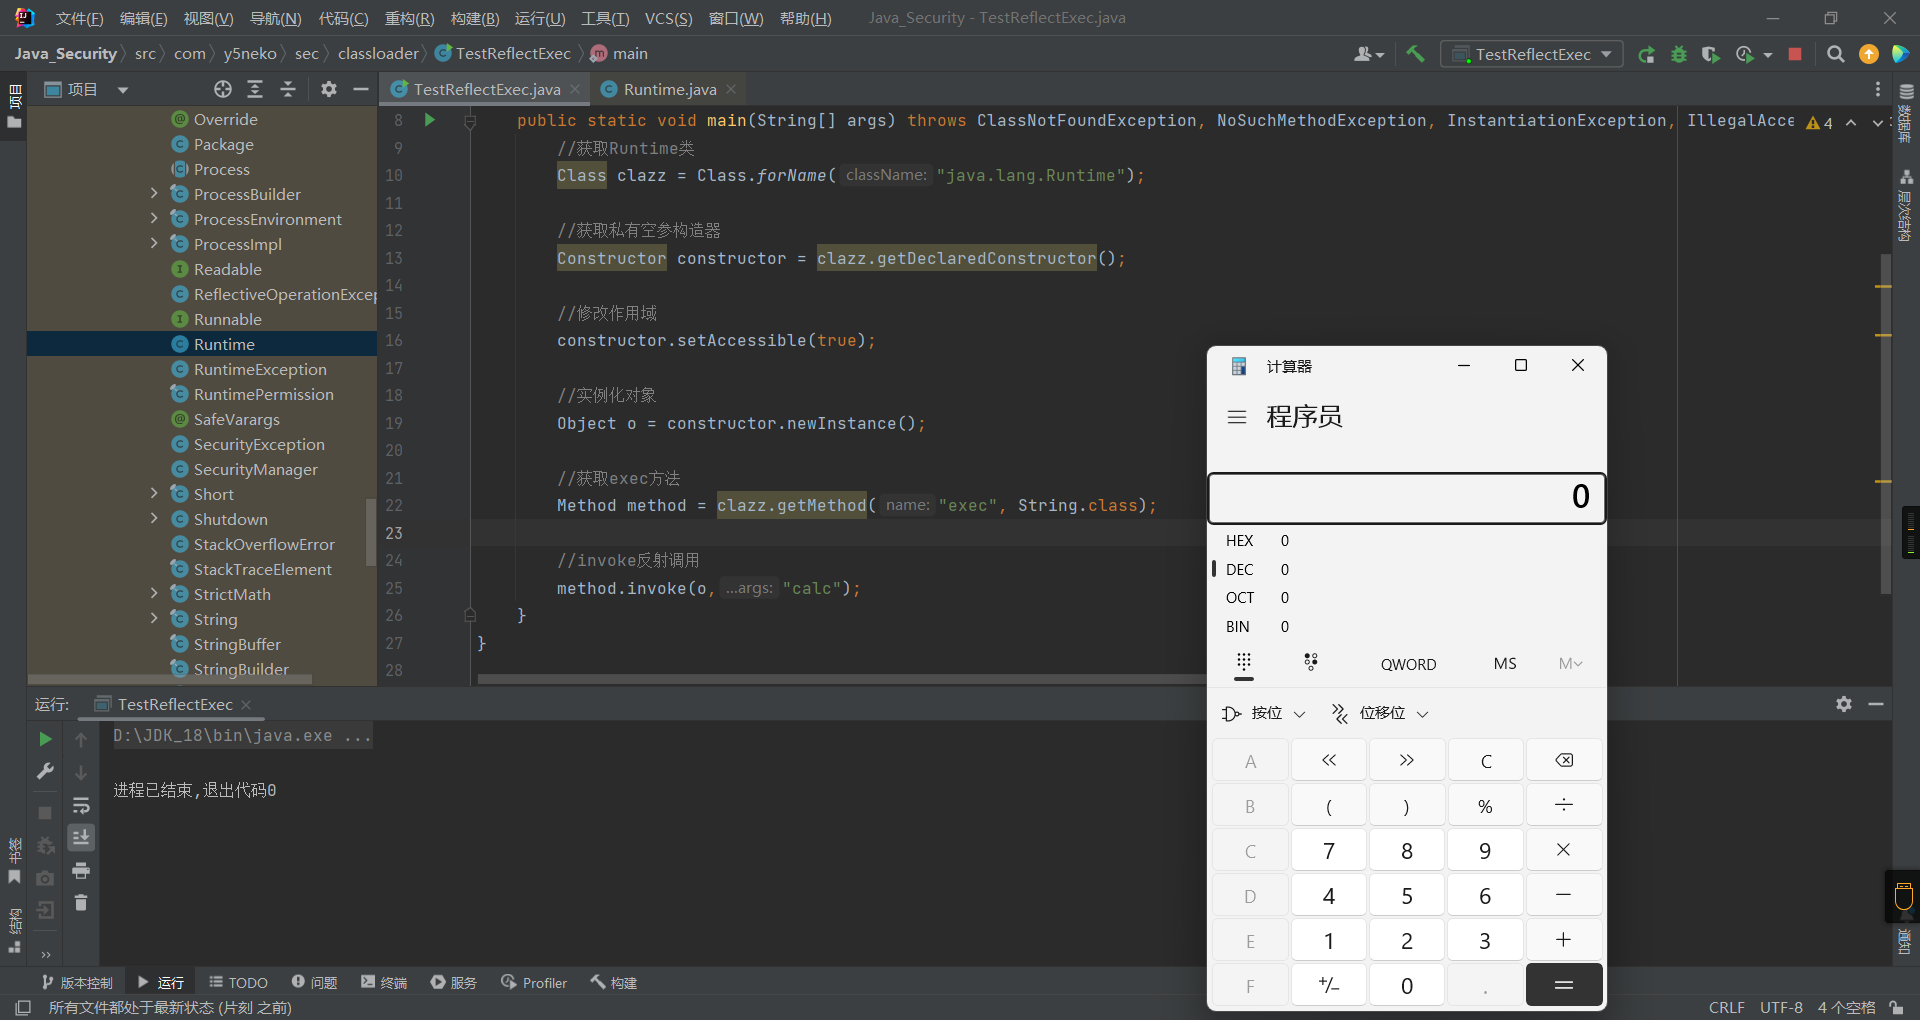 文件(F) 编辑(E) 视图(V) 导航(N) 代码(C) 重构(R) 构建(B) 运行(U) 工具(T) VCS(S) 窗口(W) 帮助(H) Java_Security - TestReflectExec.java
Java_Security src com y5neko sec classloader TestReflectExec main TestReflectExec
项目
项目
Override
Package
Process
ProcessBuilder
ProcessEnvironment
ProcessImpl
Readable
ReflectiveOperationExcep
Runnable
Runtime
RuntimeException
RuntimePermission
SafeVarargs
SecurityException
SecurityManager
Short
Shutdown
StackOverflowError
StackTraceElement
StrictMath
String
StringBuffer
StringBuilder
TestReflectExec.java Runtime.java
8 public static void main(String[] args) throws ClassNotFoundException, NoSuchMethodException, InstantiationException, IllegalAcce 4
9 //获取Runtime类
10 Class clazz = Class.forName( className: "java.lang.Runtime");
11
12 //获取私有空参构造器
13 Constructor constructor = clazz.getDeclaredConstructor();
14
15 //修改作用域
16 constructor.setAccessible(true);
17
18 //实例化对象
19 Object o = constructor.newInstance();
20
21 //获取exec方法
22 Method method = clazz.getMethod( name: "exec", String.class);
23
24 //invoke反射调用
25 method.invoke(o, ...args: "calc");
26 }
27 }
28
数据库
层次结构
通知
计算器
程序员
0
HEX 0
DEC 0
OCT 0
BIN 0
QWORD MS M
按位 位移位
A << >> C
B ( ) % ÷
C 7 8 9 ×
D 4 5 6 −
E 1 2 3 +
F +/− 0 . =
运行: TestReflectExec
D:\JDK_18\bin\java.exe ...
进程已结束,退出代码0
书签
结构
»
版本控制 运行 TODO 问题 终端 服务 Profiler 构建
所有文件都处于最新状态 (片刻 之前) CRLF UTF-8 4 个空格